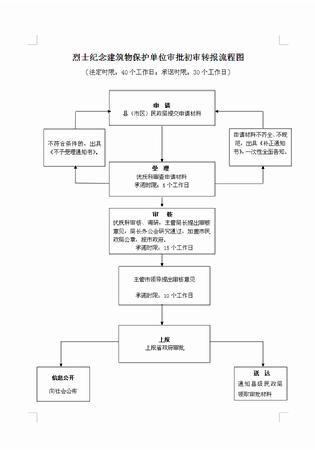 烈士纪念建筑物保护单位审批初审转报流程图
（法定时限：40个工作日；承诺时限：30个工作日）
申 请
县（市区）民政局提交申请材料
不符合条件的，出具
《不予受理通知书》。
申请材料不齐全、不规
范，出具《补正通知
书》，一次性全面告知。
受 理
优抚科审查申请材料
承诺时限：5个工作日
审 核
优抚科审核、调研，主管局长提出审核
意见，局长办公会研究通过，加盖市民
政局公章，报市政府。
承诺时限：15个工作日
主管市领导提出审核意见
承诺时限：10个工作日
上报
上报省政府审批
信息公开
向社会公布
送 达
通知县级民政局
领取审批材料